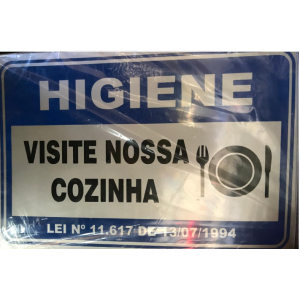 HIGIENE
VISITE NOSSA
COZINHA
LEI Nº 11.617 DE 13/07/1994